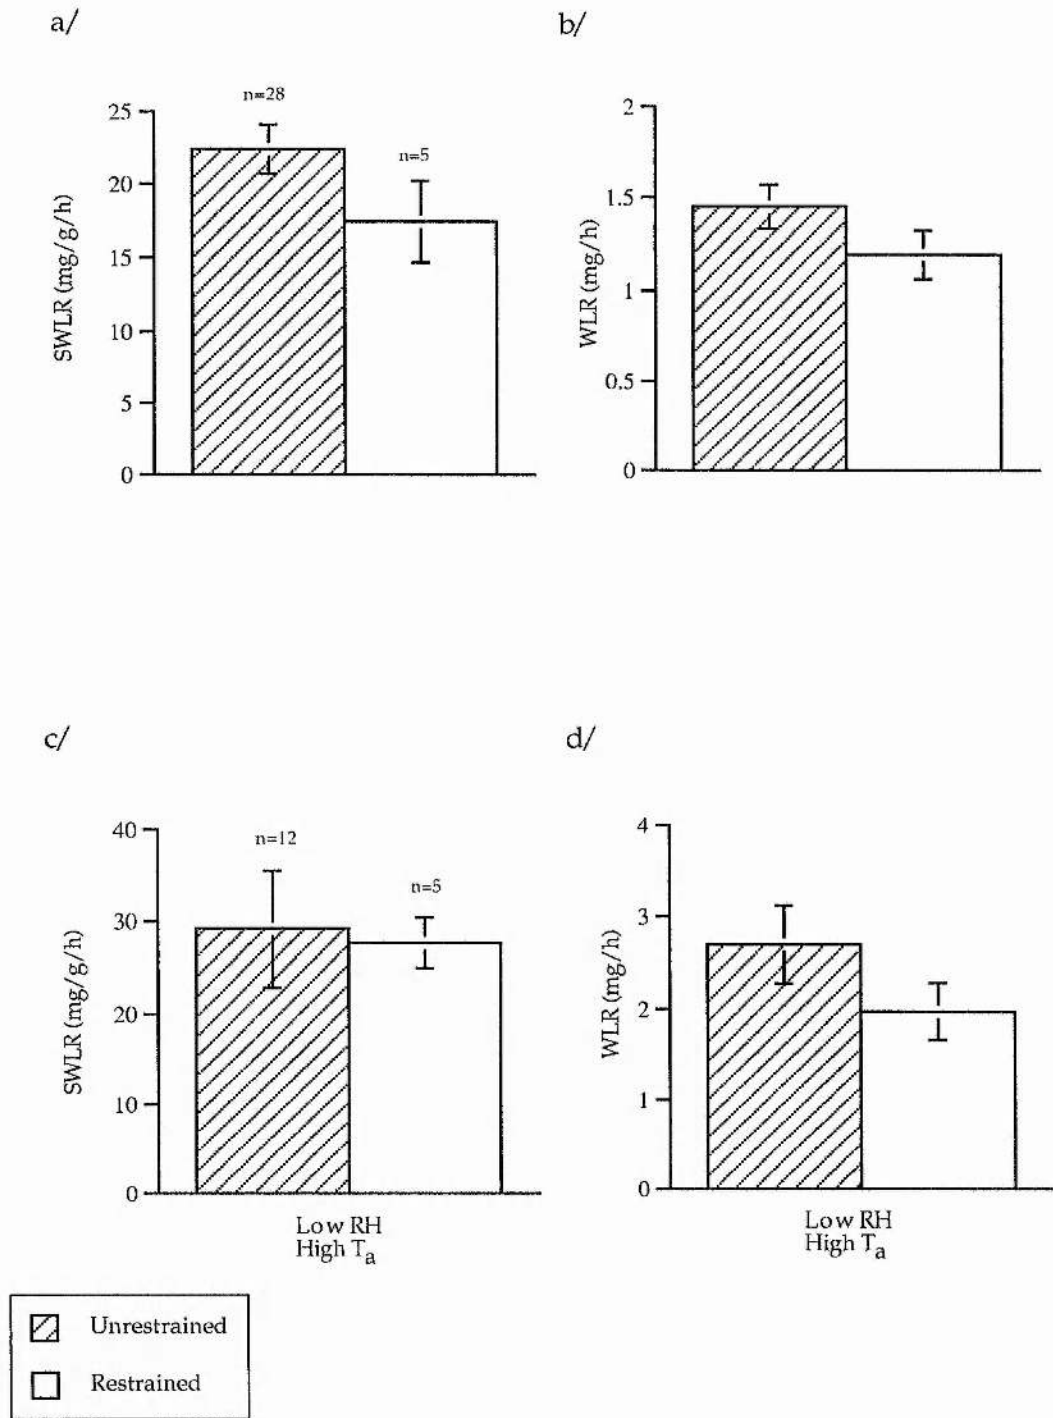 a/
n=28
n=5
25
20
15
10
5
0
SWLR (mg/g/h)
b/
2
1.5
1
0.5
0
WLR (mg/h)
c/
n=12
n=5
40
30
20
10
0
SWLR (mg/g/h)
Low RH
High Ta
d/
4
3
2
1
0
WLR (mg/h)
Low RH
High Ta
Unrestrained
Restrained